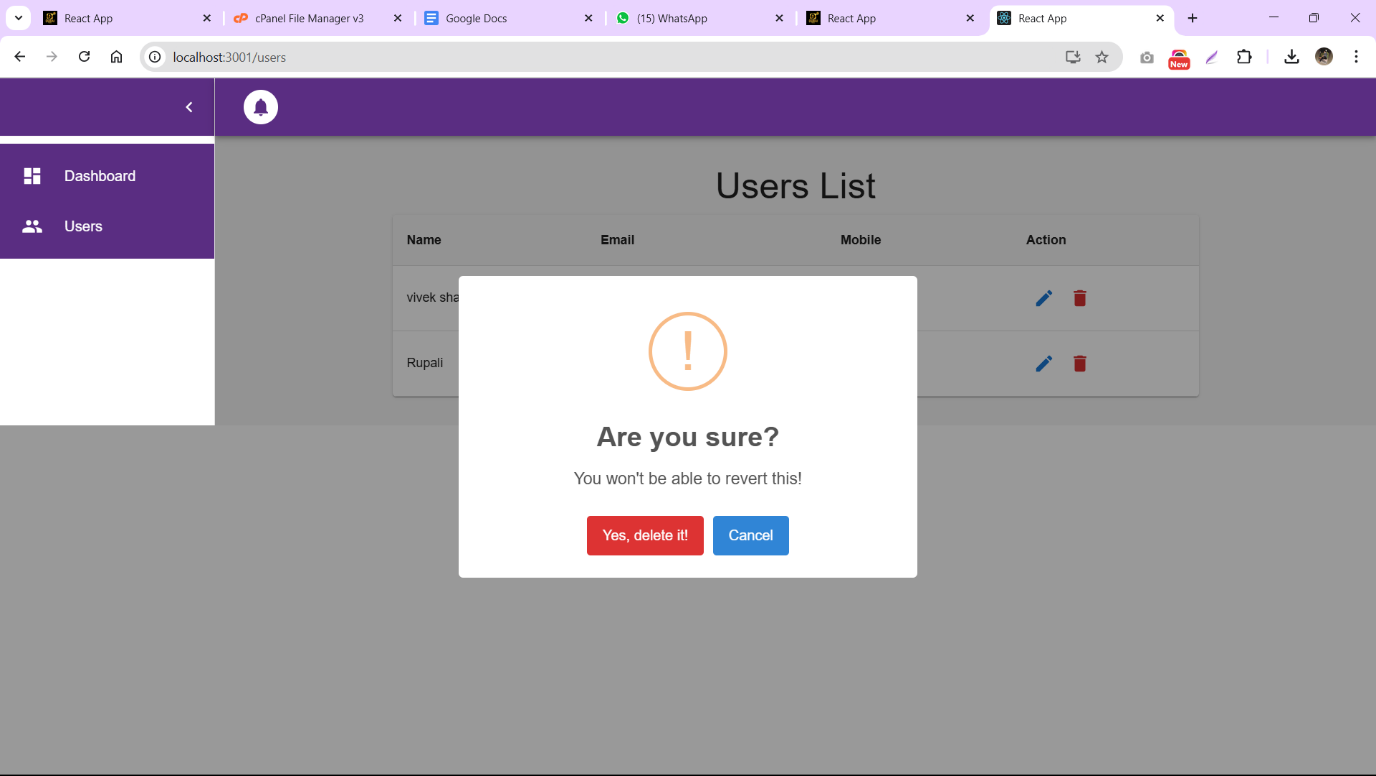 React App
cPanel File Manager v3
Google Docs
(15) WhatsApp
React App
React App
localhost:3001/users
New
Dashboard
Users
Users List
Name Email Mobile Action
vivek sha
Rupali
!
Are you sure?
You won't be able to revert this!
Yes, delete it! Cancel